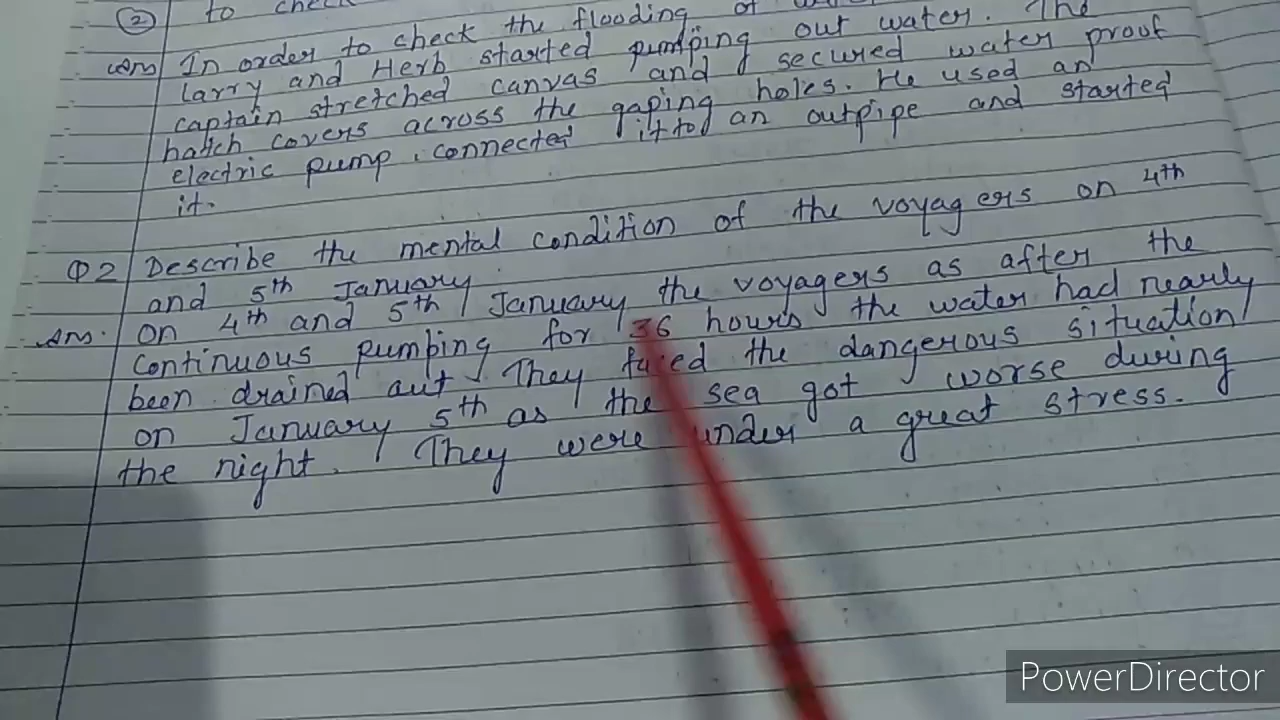 ② to check
Ans In order to check the flooding of
Larry and Herb started pumping out water. The
captain stretched canvas and secured water proof
hatch covers across the gaping holes. He used an
electric pump, connected it to an outpipe and started
it.
Q2 Describe the mental condition of the voyagers on 4th
and 5th January
Ans. On 4th and 5th January the voyagers as after the
continuous pumping for 36 hours the water had nearly
been drained out. They faced the dangerous situation
on January 5th as the sea got worse during
the night. They were under a great stress.
PowerDirector